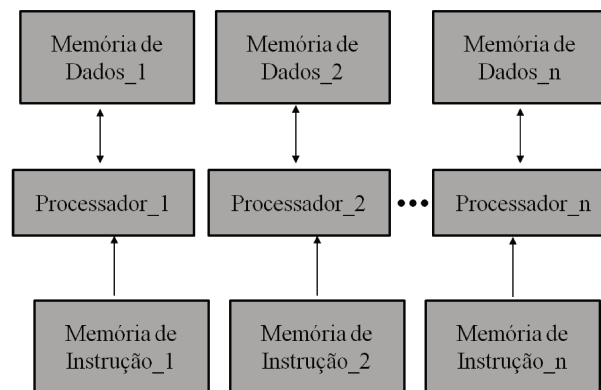 Memória de
Dados_1
Memória de
Dados_2
Memória de
Dados_n
Processador_1
Processador_2
Processador_n
Memória de
Instrução_1
Memória de
Instrução_2
Memória de
Instrução_n